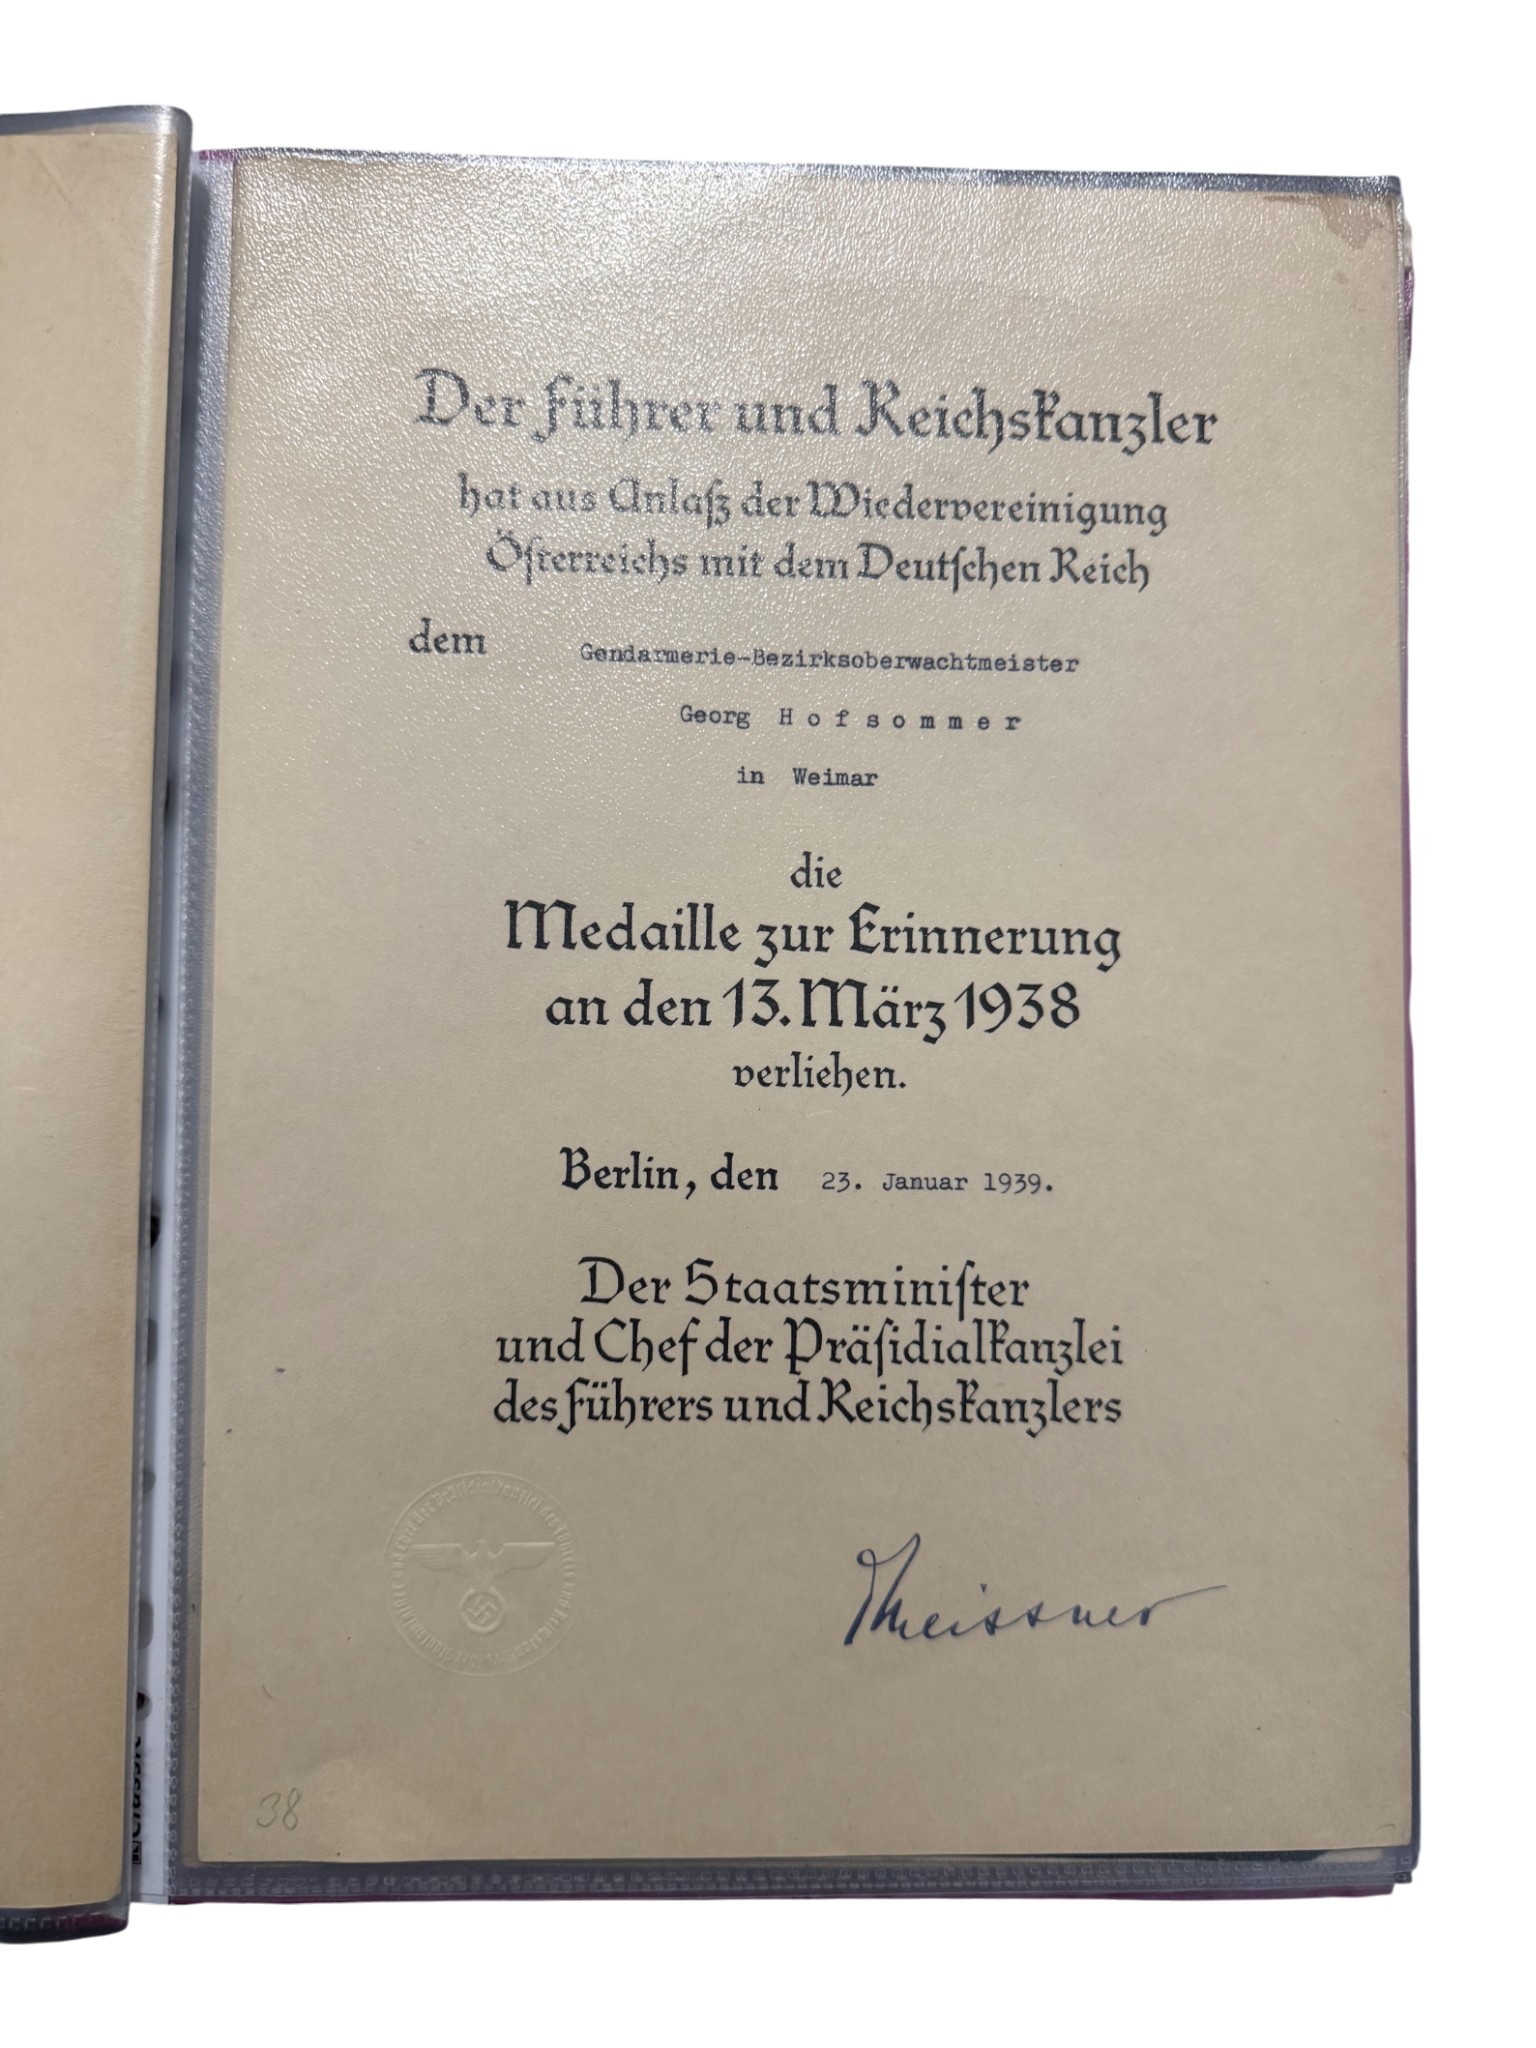 Der Führer und Reichskanzler
hat aus Anlaß der Wiedervereinigung
Österreichs mit dem Deutschen Reich
dem Gendarmerie-Bezirksoberwachtmeister
Georg Hofsommer
in Weimar
die
Medaille zur Erinnerung
an den 13. März 1938
verliehen.
Berlin, den 23. Januar 1939.
Der Staatsminister
und Chef der Präsidialkanzlei
des Führers und Reichskanzlers
Meissner
38
Classic